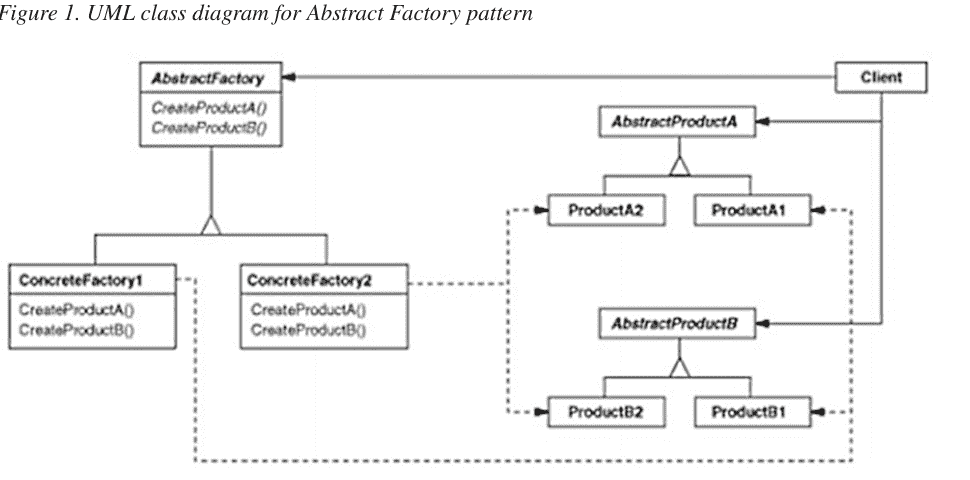 Figure 1. UML class diagram for Abstract Factory pattern
AbstractFactory
CreateProductA()
CreateProductB()
Client
AbstractProductA
ProductA2
ProductA1
ConcreteFactory1
CreateProductA()
CreateProductB()
ConcreteFactory2
CreateProductA()
CreateProductB()
AbstractProductB
ProductB2
ProductB1